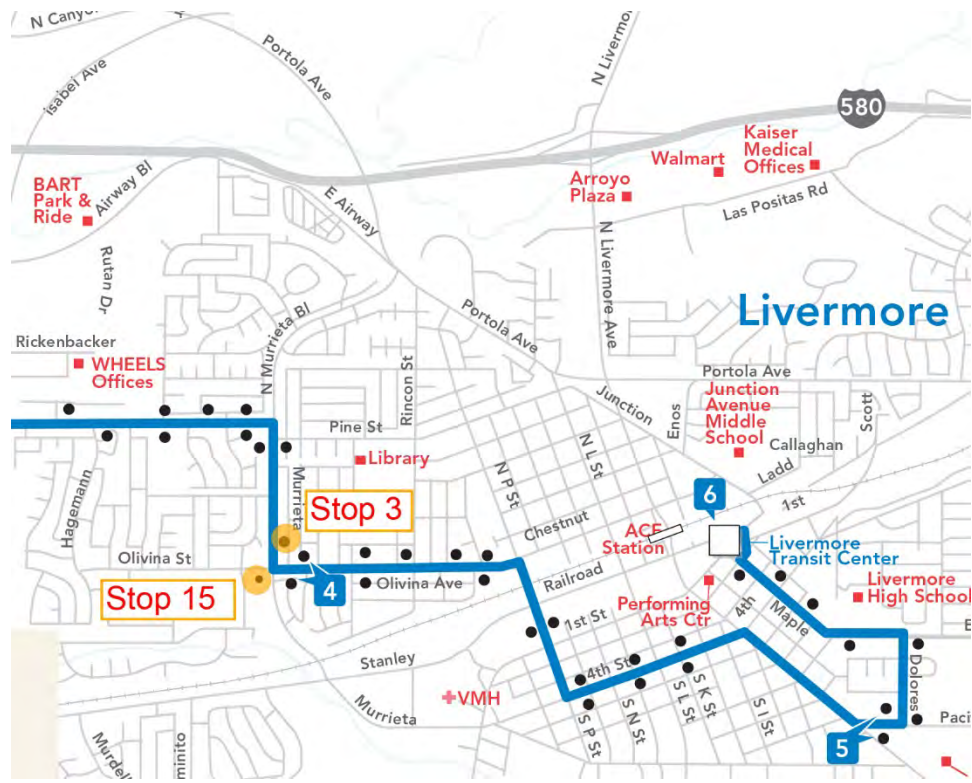 N Canyo
Isabel Ave
Portola Ave
N Livermore
580
Kaiser
Medical
Offices
Walmart
Arroyo
Plaza
Las Positas Rd
BART
Park &
Ride
Airway Bl
E Airway
Rutan Dr
N Livermore Ave
Livermore
Rickenbacker
WHEELS
Offices
N Murrieta Bl
Portola Ave
Rincon St
Portola Ave
Junction
Avenue
Middle
School
Junction
Enos
Scott
Callaghan
Pine St
Library
N P St
N L St
Ladd
1st
Hagemann
Murrieta
Stop 3
Chestnut
6
ACE
Station
Livermore
Transit Center
Olivina St
Stop 15
4
Olivina Ave
Railroad
Performing
Arts Ctr
4th
Maple
Livermore
High School
E
1st St
Stanley
4th St
Dolores
VMH
Murrieta
S P St
S N St
S L St
S K St
S I St
5
Paci
Murdel
mino